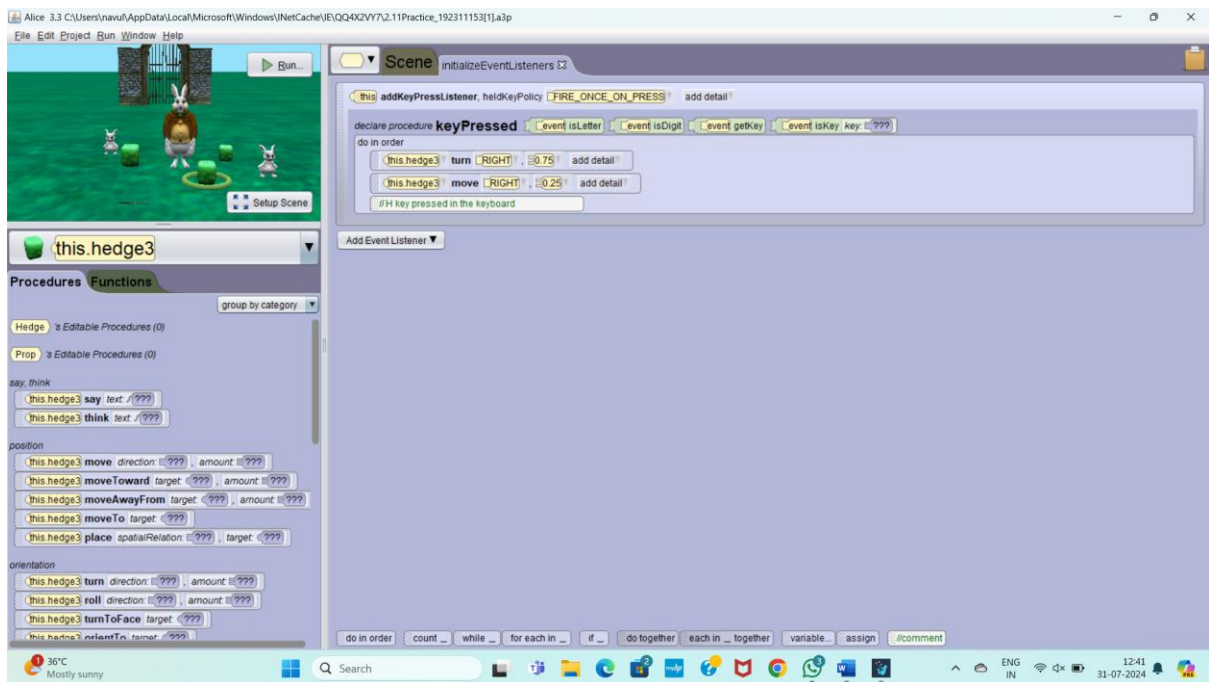 Alice 3.3 C:\Users\navul\AppData\Local\Microsoft\Windows\INetCache\IE\QQ4X2VY7\2.11Practice_192311153[1].a3p
File Edit Project Run Window Help
Run...
Setup Scene
Scene initializeEventListeners
this addKeyPressListener, heldKeyPolicy FIRE_ONCE_ON_PRESS add detail
declare procedure keyPressed event isLetter event isDigit event getKey event isKey key: ???
do in order
this.hedge3 turn RIGHT , 0.75 add detail
this.hedge3 move RIGHT , 0.25 add detail
//H key pressed in the keyboard
Add Event Listener
this.hedge3
Procedures Functions
group by category
Hedge 's Editable Procedures (0)
Prop 's Editable Procedures (0)
say, think
this.hedge3 say text: ???
this.hedge3 think text: ???
position
this.hedge3 move direction: ??? , amount: ???
this.hedge3 moveToward target: ??? , amount: ???
this.hedge3 moveAwayFrom target: ??? , amount: ???
this.hedge3 moveTo target: ???
this.hedge3 place spatialRelation: ??? , target: ???
orientation
this.hedge3 turn direction: ??? , amount: ???
this.hedge3 roll direction: ??? , amount: ???
this.hedge3 turnToFace target: ???
this.hedge3 orientTo target: ???
do in order count _ while _ for each in _ if _ do together each in _ together variable... assign //comment
1
36°C
Mostly sunny
Search
2
3
ENG
IN
12:41
31-07-2024